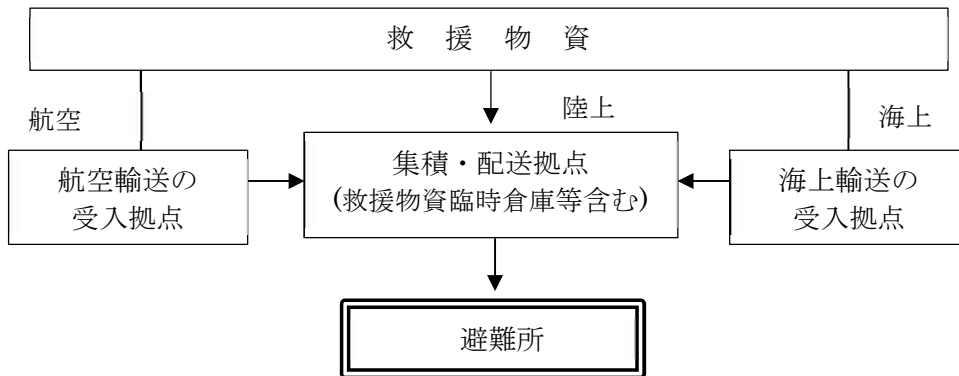 救　援　物　資
航空
陸上
海上
航空輸送の
受入拠点
集積・配送拠点
(救援物資臨時倉庫等含む)
海上輸送の
受入拠点
避難所